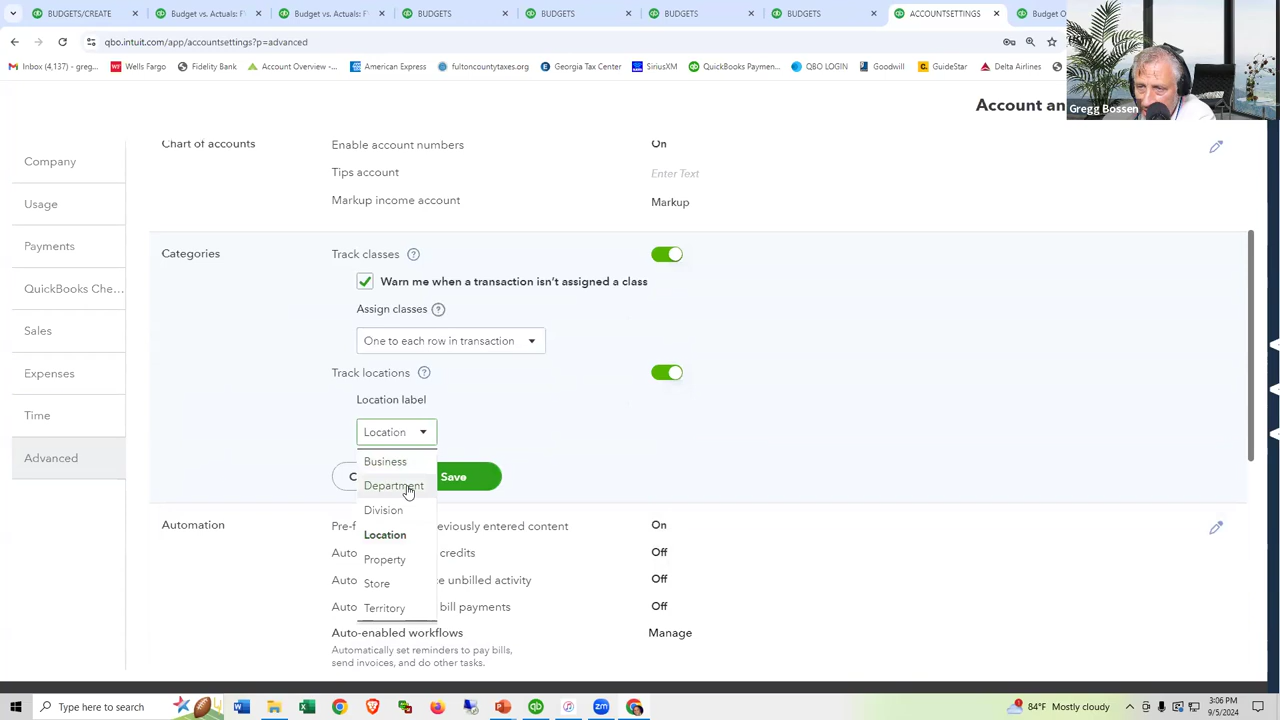 BUDGETS/CREATE
Budget vs. Actuals: F
Budget vs. Actuals: F
BUDGETS
BUDGETS
BUDGETS
BUDGETS
ACCOUNTSETTINGS
Budget O
qbo.intuit.com/app/accountsettings?p=advanced
Inbox (4,137) - greg...
Wells Fargo
Fidelity Bank
Account Overview -...
American Express
fultoncountytaxes.org
Georgia Tax Center
SiriusXM
QuickBooks Paymen...
QBO LOGIN
Goodwill
GuideStar
Delta Airlines
Gregg Bossen
Account an
Company
Usage
Payments
QuickBooks Che...
Sales
Expenses
Time
Advanced
Chart of accounts
Enable account numbers
On
Tips account
Enter Text
Markup income account
Markup
Categories
Track classes
Warn me when a transaction isn't assigned a class
Assign classes
One to each row in transaction
Track locations
Location label
Location
Business
Department
Division
Location
Property
Store
Territory
C
Save
Automation
Pre-f
eviously entered content
On
Auto
credits
Off
Auto
e unbilled activity
Off
Auto
bill payments
Off
Auto-enabled workflows
Manage
Automatically set reminders to pay bills,
send invoices, and do other tasks.
Type here to search
84°F Mostly cloudy
3:06 PM
9/5/2024